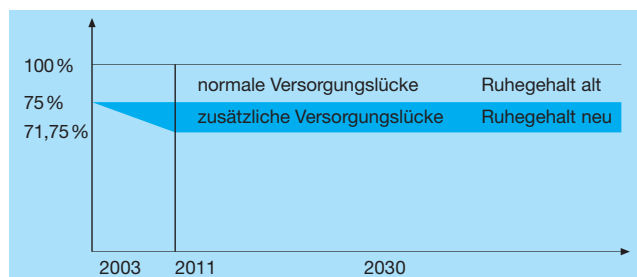 100 %
normale Versorgungslücke Ruhegehalt alt
75 %
zusätzliche Versorgungslücke Ruhegehalt neu
71,75 %
2003 2011 2030